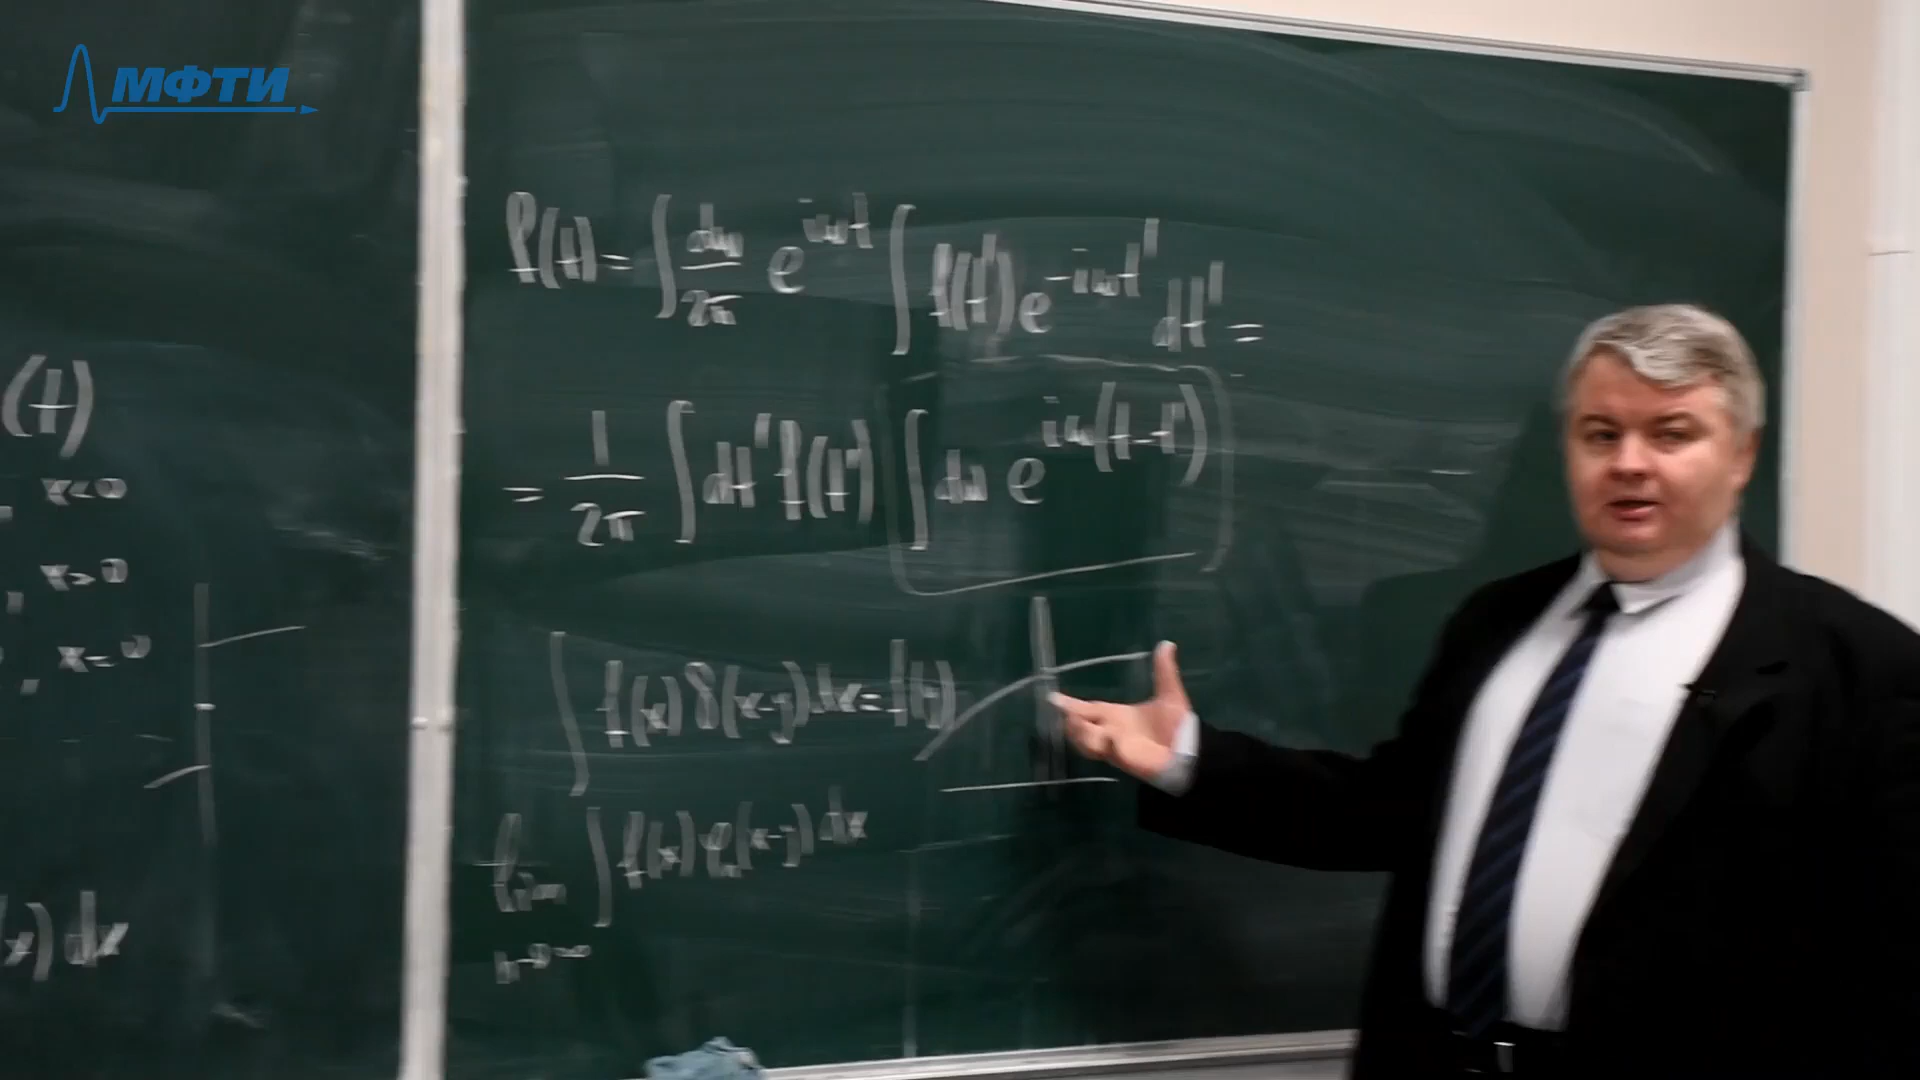 МФТИ
(t)
x<0
x>0
x=0
x) dx
f(t) = ∫ dω/2π e^{iωt} ∫ f(t') e^{-iωt'} dt' =
= 1/2π ∫ dt' f(t') ∫ dω e^{iω(t-t')}
∫ f(x) δ(x-y) dx = f(y)
∫ f(x) (x-y) dx